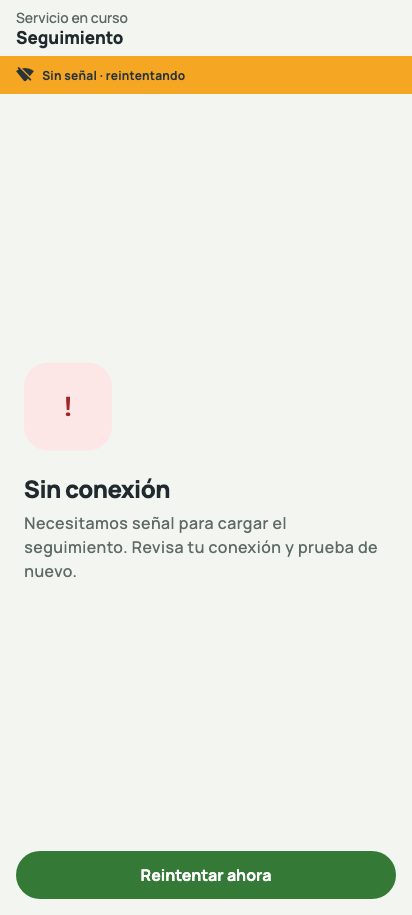 Servicio en curso
Seguimiento
Sin señal · reintentando
!
Sin conexión
Necesitamos señal para cargar el
seguimiento. Revisa tu conexión y prueba de
nuevo.
Reintentar ahora